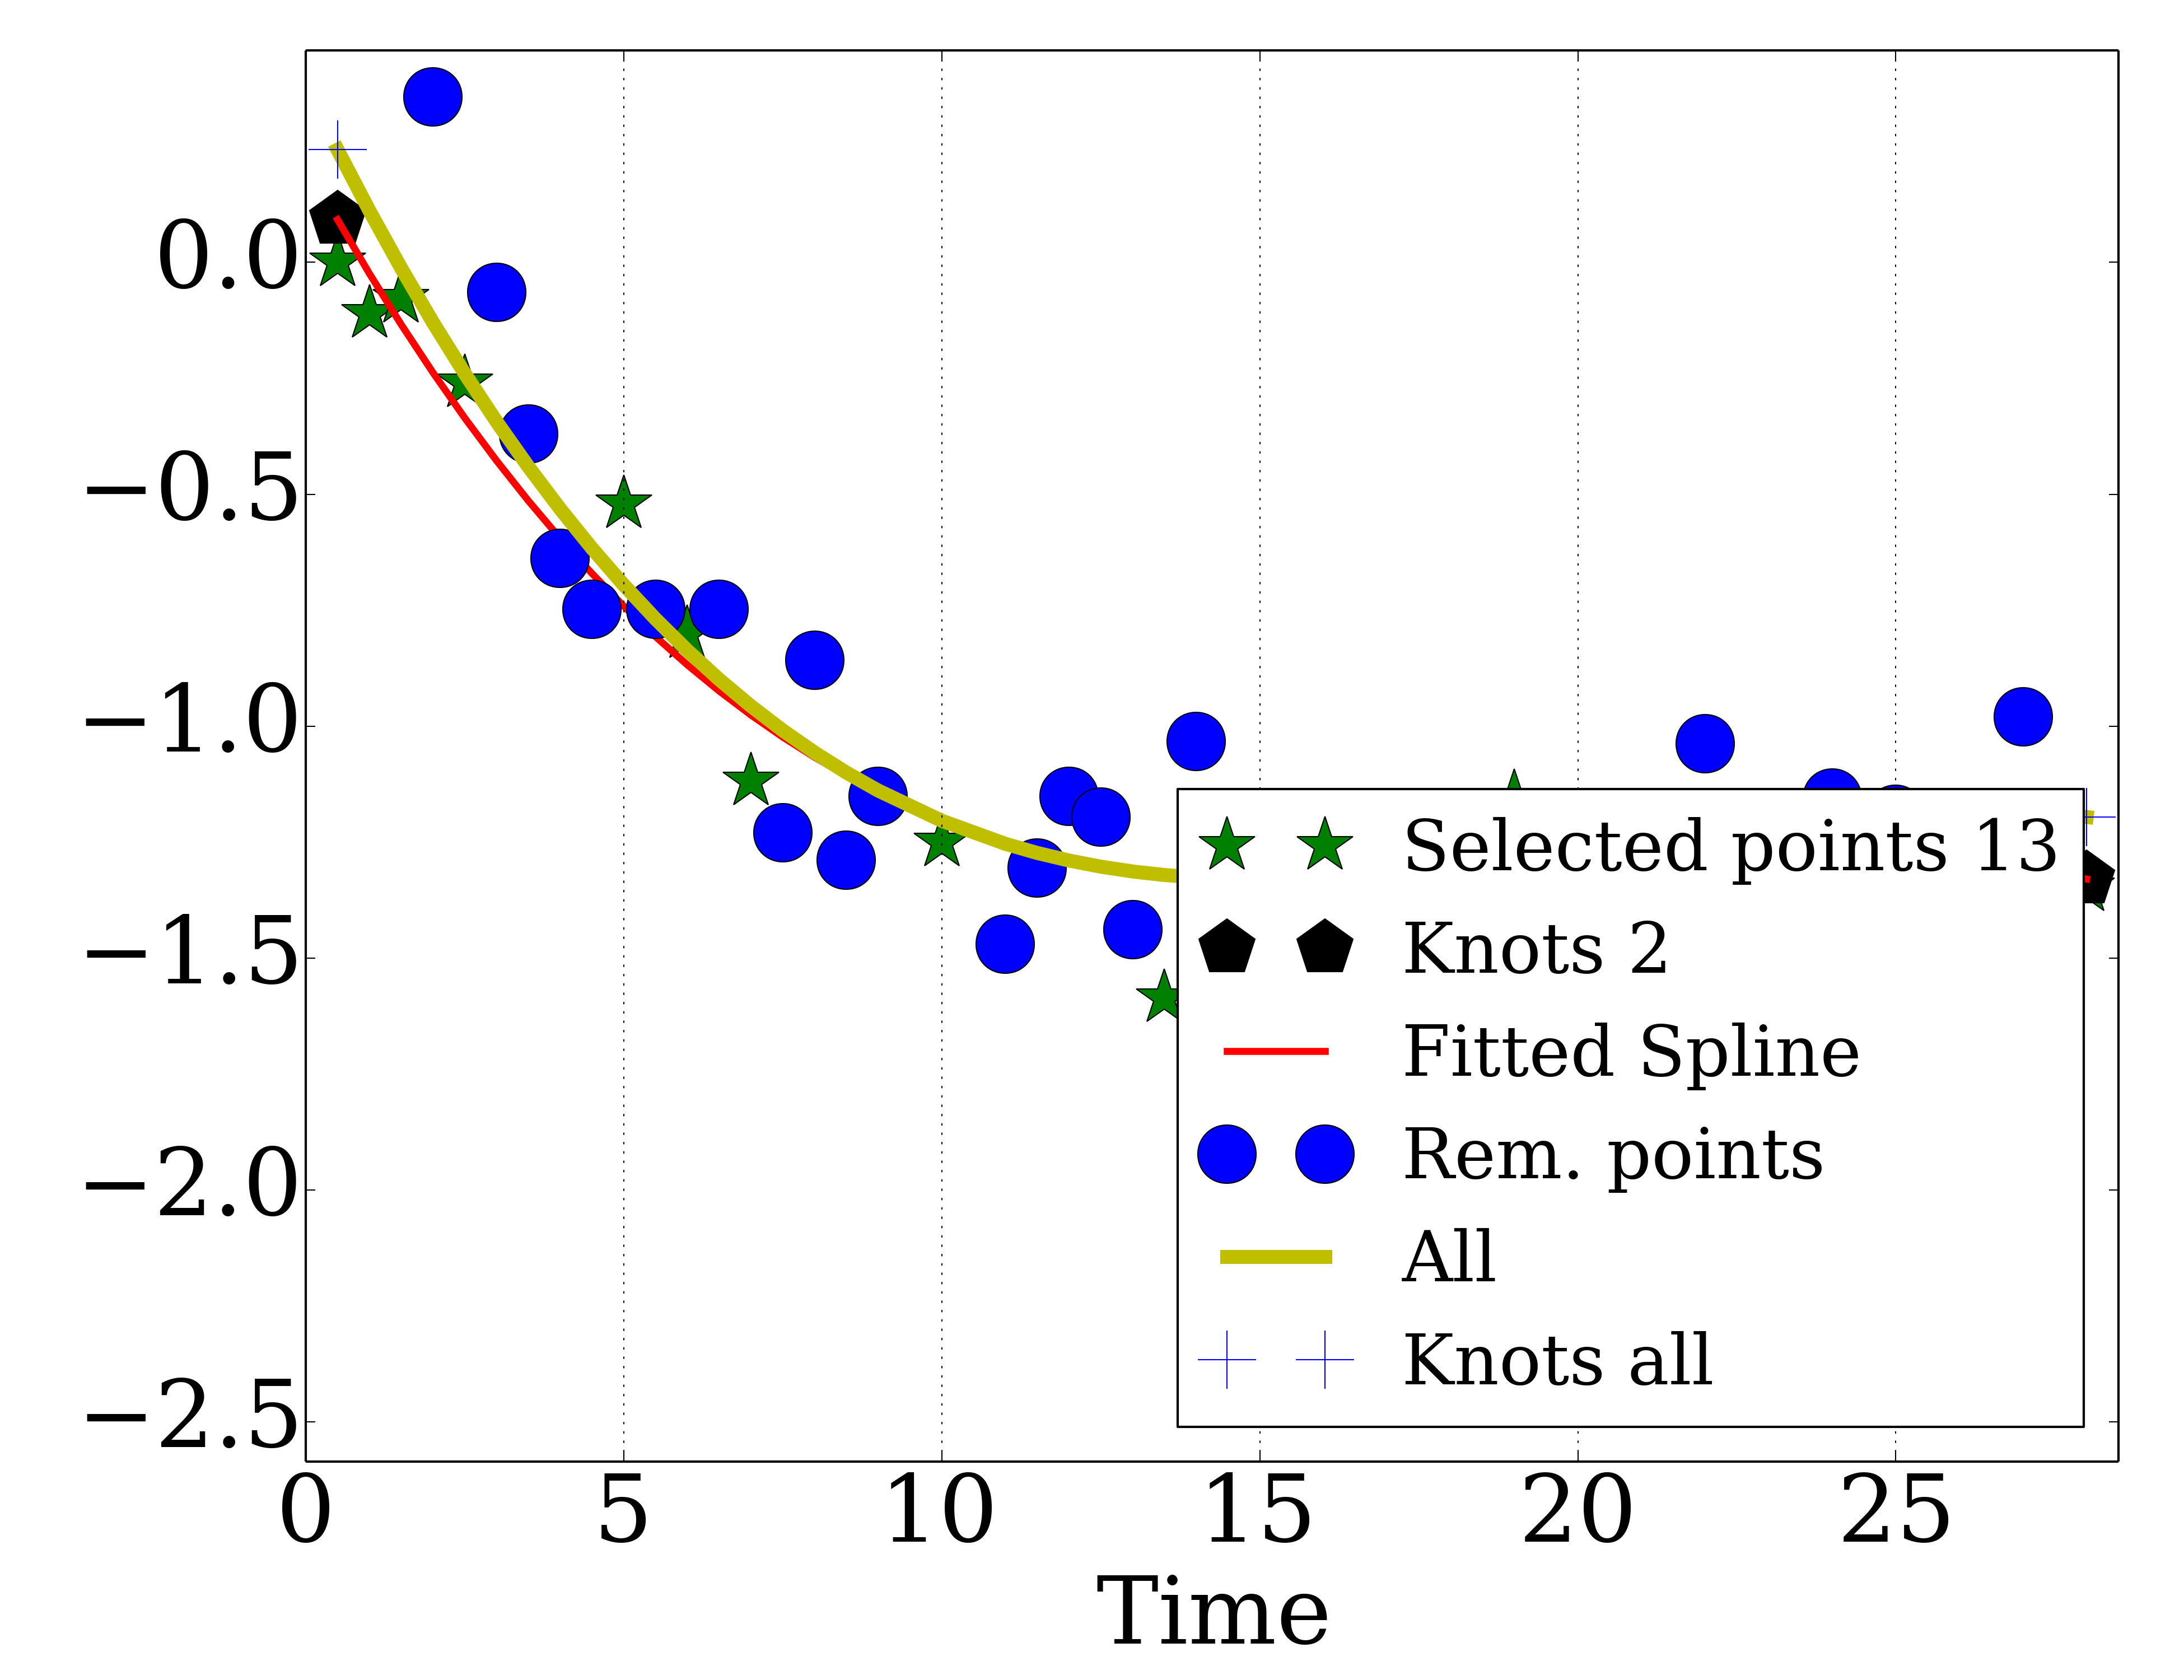 0.0
−0.5
−1.0
−1.5
−2.0
−2.5
Selected points 13
Knots 2
Fitted Spline
Rem. points
All
Knots all
0 5 10 15 20 25
Time